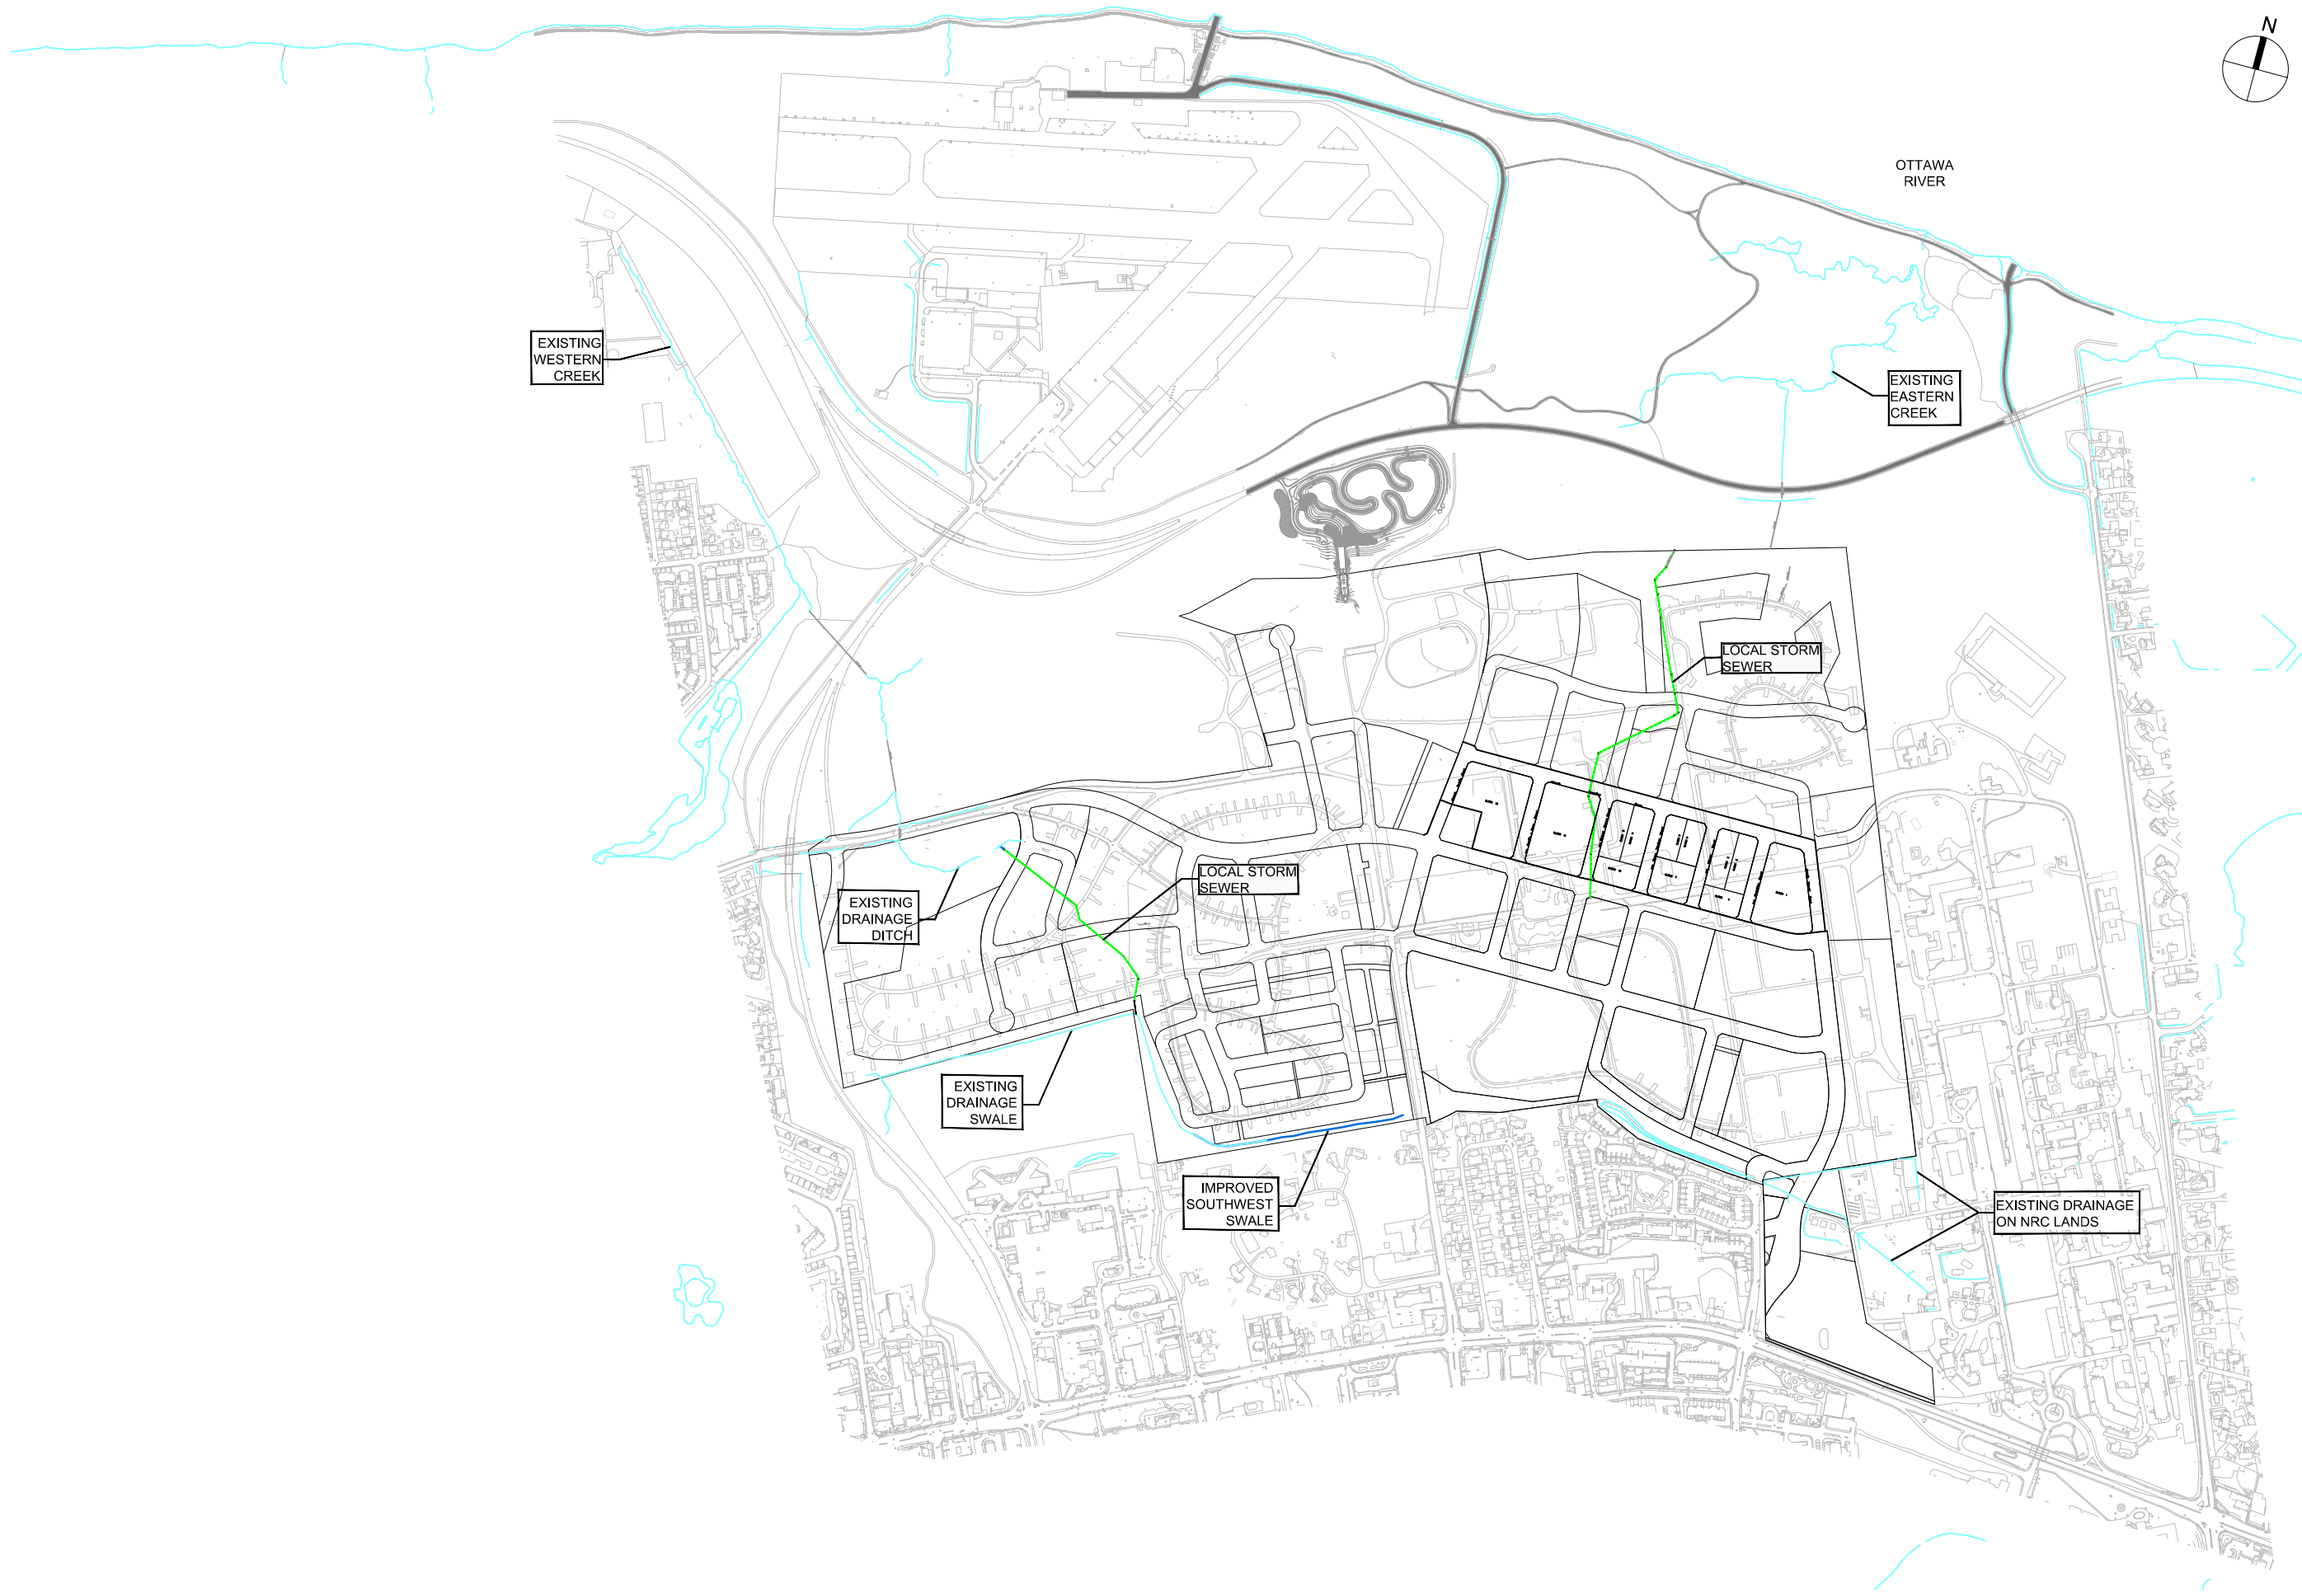 N
OTTAWA
RIVER
EXISTING
WESTERN
CREEK
EXISTING
EASTERN
CREEK
LOCAL STORM
SEWER
LOCAL STORM
SEWER
EXISTING
DRAINAGE
DITCH
EXISTING
DRAINAGE
SWALE
IMPROVED
SOUTHWEST
SWALE
EXISTING DRAINAGE
ON NRC LANDS